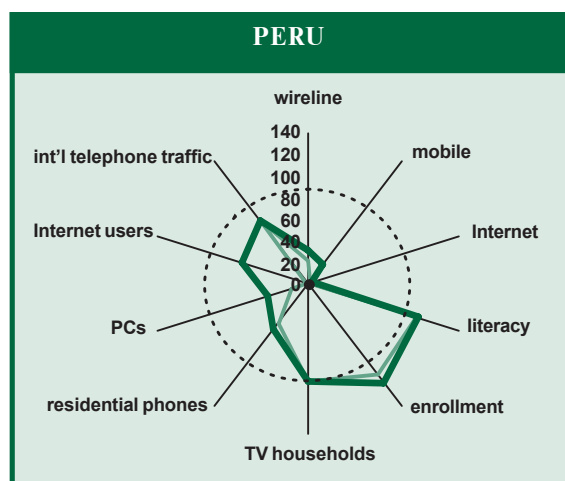 PERU
wireline
140
120
100
80
60
40
20
0
mobile
Internet
literacy
enrollment
TV households
residential phones
PCs
Internet users
int'l telephone traffic